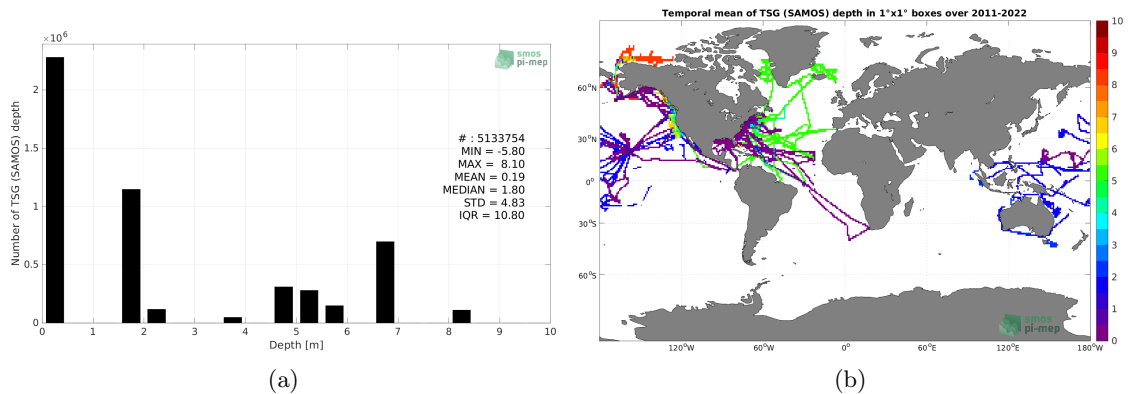 ×10⁶
2
1.5
1
0.5
0
Number of TSG (SAMOS) depth
0 1 2 3 4 5 6 7 8 9 10
Depth [m]
smos
pi-mep
# : 5133754
MIN = -5.80
MAX = 8.10
MEAN = 0.19
MEDIAN = 1.80
STD = 4.83
IQR = 10.80
(a)
Temporal mean of TSG (SAMOS) depth in 1°x1° boxes over 2011-2022
60°N
30°N
0°
30°S
60°S
120°W 60°W 0° 60°E 120°E 180°W
smos
pi-mep
10
9
8
7
6
5
4
3
2
1
0
(b)